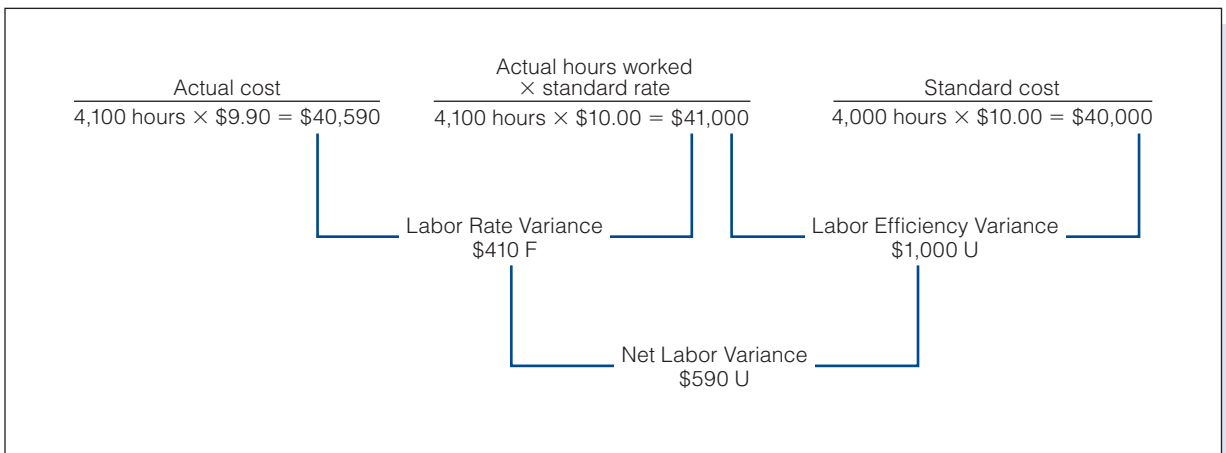 Actual cost
4,100 hours × $9.90 = $40,590
Actual hours worked
× standard rate
4,100 hours × $10.00 = $41,000
Standard cost
4,000 hours × $10.00 = $40,000
Labor Rate Variance
$410 F
Labor Efficiency Variance
$1,000 U
Net Labor Variance
$590 U